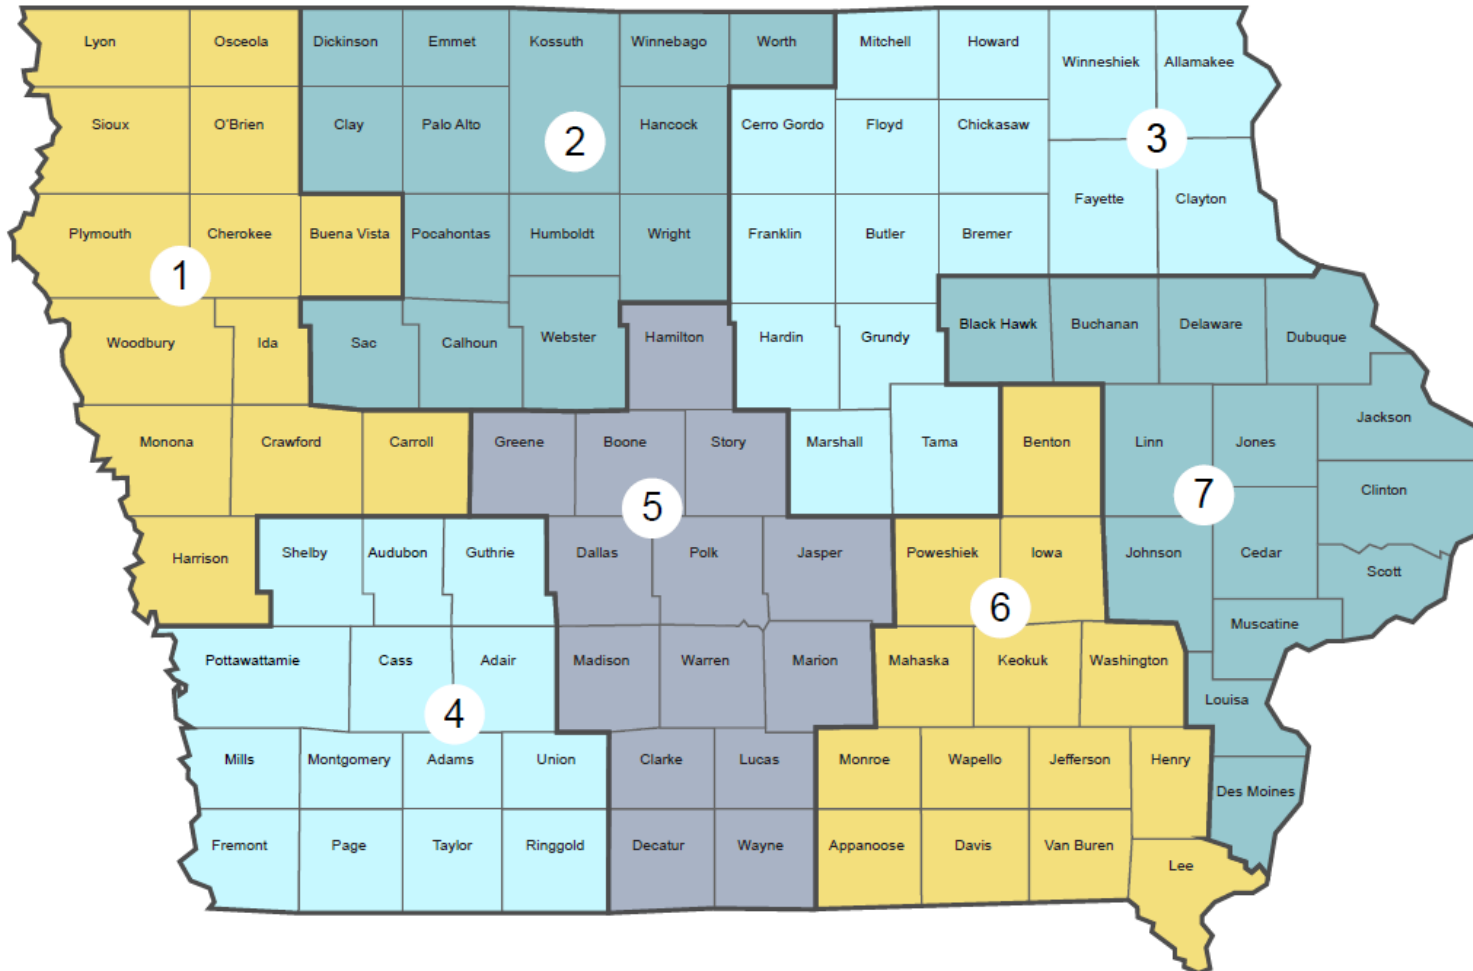 Lyon
Osceola
Dickinson
Emmet
Kossuth
Winnebago
Worth
Mitchell
Howard
Winneshiek
Allamakee
Sioux
O'Brien
Clay
Palo Alto
2
Hancock
Cerro Gordo
Floyd
Chickasaw
3
Plymouth
Cherokee
Buena Vista
Pocahontas
Humboldt
Wright
Franklin
Butler
Bremer
Fayette
Clayton
1
Woodbury
Ida
Sac
Calhoun
Webster
Hamilton
Hardin
Grundy
Black Hawk
Buchanan
Delaware
Dubuque
Monona
Crawford
Carroll
Greene
Boone
Story
Marshall
Tama
Benton
Linn
Jones
Jackson
5
7
Clinton
Harrison
Shelby
Audubon
Guthrie
Dallas
Polk
Jasper
Poweshiek
Iowa
Johnson
Cedar
Scott
6
Muscatine
Pottawattamie
Cass
Adair
Madison
Warren
Marion
Mahaska
Keokuk
Washington
4
Louisa
Mills
Montgomery
Adams
Union
Clarke
Lucas
Monroe
Wapello
Jefferson
Henry
Des Moines
Fremont
Page
Taylor
Ringgold
Decatur
Wayne
Appanoose
Davis
Van Buren
Lee